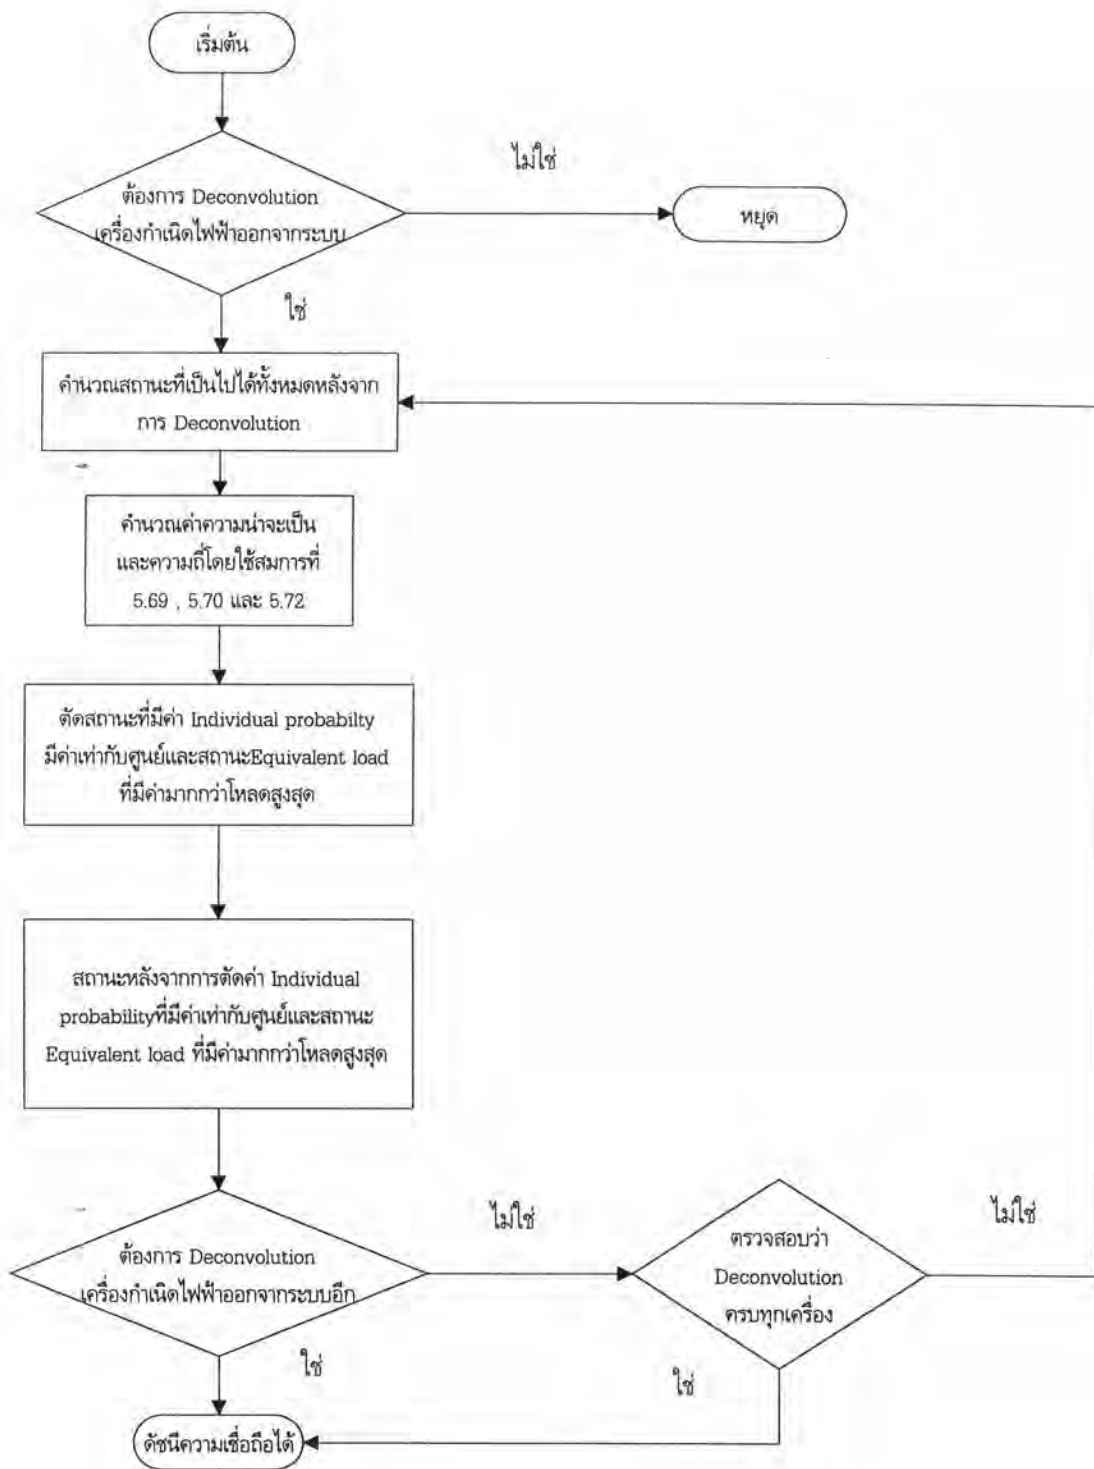 เริ่มต้น
ไม่ใช่
ต้องการ Deconvolution
เครื่องกำเนิดไฟฟ้าออกจากระบบ
หยุด
ใช่
คำนวณสถานะที่เป็นไปได้ทั้งหมดหลังจาก
การ Deconvolution
คำนวณค่าความน่าจะเป็น
และความถี่โดยใช้สมการที่
5.69 , 5.70 และ 5.72
ตัดสถานะที่มีค่า Individual probabilty
มีค่าเท่ากับศูนย์และสถานะEquivalent load
ที่มีค่ามากกว่าโหลดสูงสุด
สถานะหลังจากการตัดค่า Individual
probabilityที่มีค่าเท่ากับศูนย์และสถานะ
Equivalent load ที่มีค่ามากกว่าโหลดสูงสุด
ต้องการ Deconvolution
เครื่องกำเนิดไฟฟ้าออกจากระบบอีก
ไม่ใช่
ตรวจสอบว่า
Deconvolution
ครบทุกเครื่อง
ไม่ใช่
ใช่
ใช่
ดัชนีความเชื่อถือได้